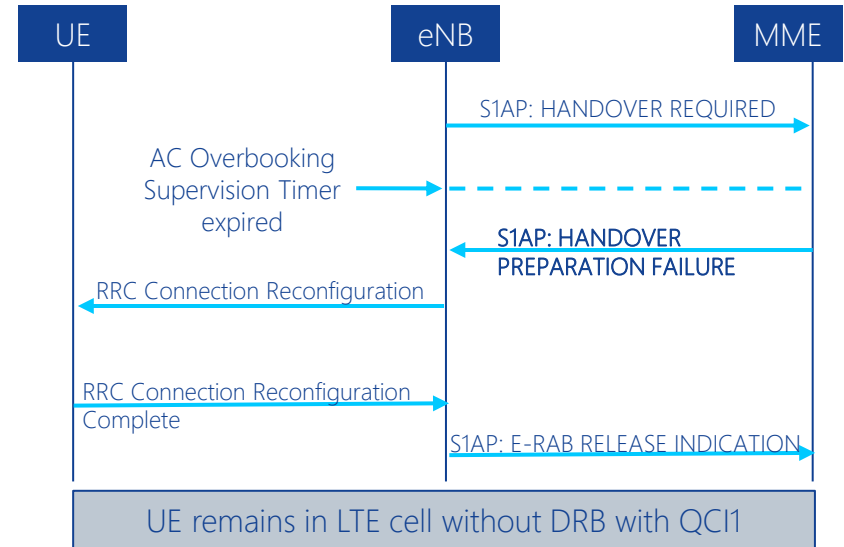 UE
eNB
MME
S1AP: HANDOVER REQUIRED
AC Overbooking
Supervision Timer
expired
S1AP: HANDOVER
PREPARATION FAILURE
RRC Connection Reconfiguration
RRC Connection Reconfiguration
Complete
S1AP: E-RAB RELEASE INDICATION
UE remains in LTE cell without DRB with QCI1